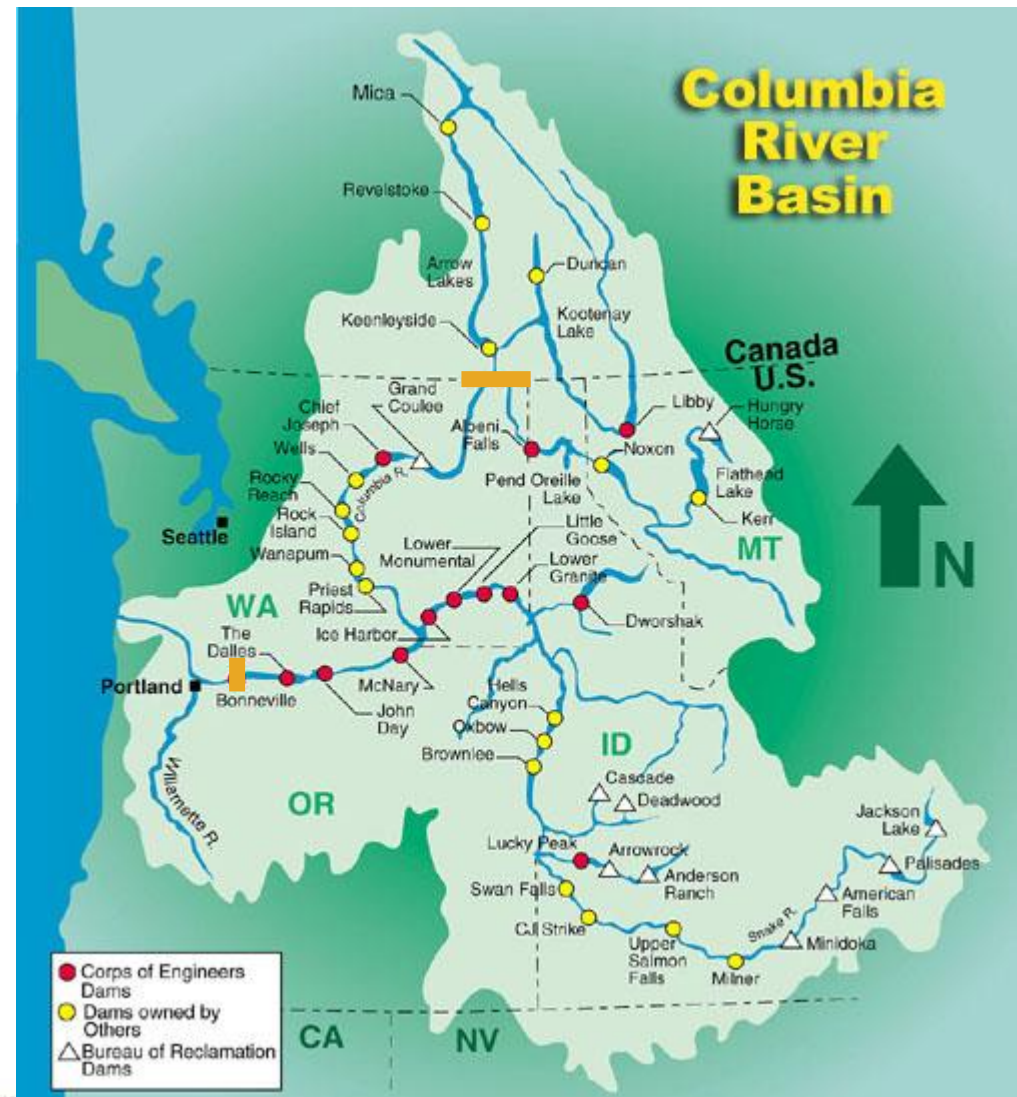 Columbia
River
Basin
Mica
Revelstoke
Arrow
Lakes
Duncan
Keenleyside
Kootenay
Lake
Canada
U.S.
Grand
Coulee
Chief
Joseph
Albeni
Falls
Libby
Hungry
Horse
Wells
Noxon
Rocky
Reach
Columbia R.
Pend Oreille
Lake
Flathead
Lake
Rock
Island
Seattle
Kerr
Little
Goose
Lower
Monumental
Wanapum
Lower
Granite
MT
N
Priest
Rapids
WA
Ice Harbor
Dworshak
The
Dalles
Portland
Bonneville
McNary
John
Day
Hells
Canyon
Oxbow
Brownlee
ID
Cascade
Deadwood
Williamette R.
OR
Jackson
Lake
Lucky Peak
Arrowrock
Palisades
Anderson
Ranch
Swan Falls
American
Falls
CJ Strike
Snake R.
Upper
Salmon
Falls
Minidoka
Milner
Corps of Engineers
Dams
Dams owned by
Others
Bureau of Reclamation
Dams
CA
NV